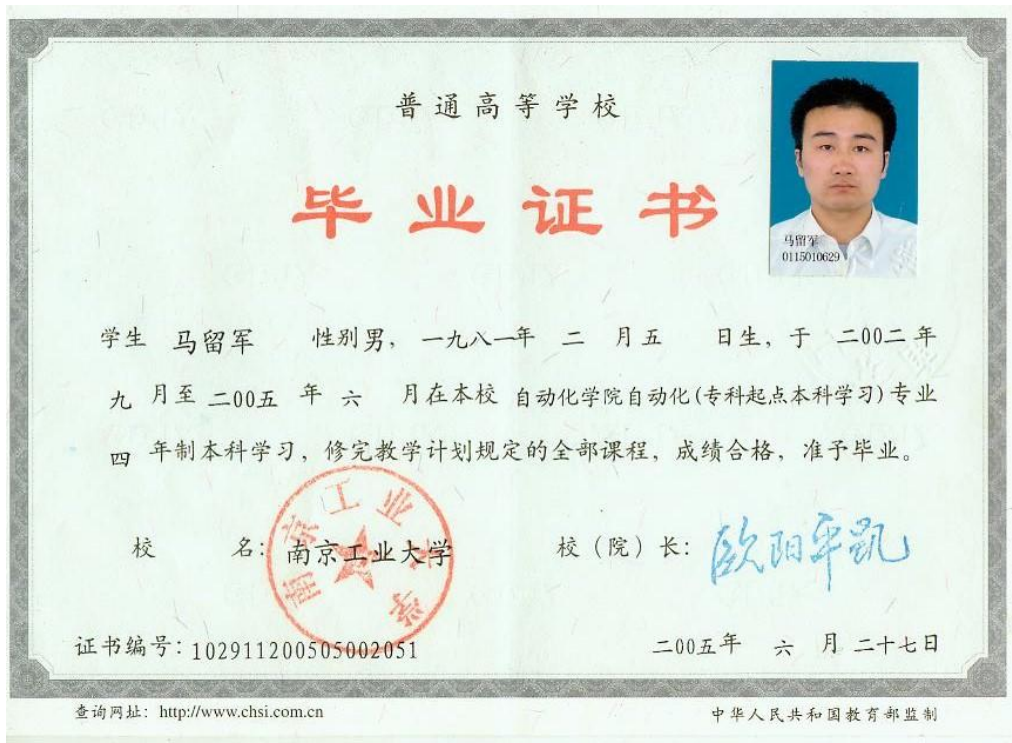 普通高等学校
毕业证书
马留军
0115010629
学生 马留军 性别男，一九八一年 二 月五 日生，于 二00二年
九 月至 二00五 年 六 月在本校 自动化学院自动化(专科起点本科学习)专业
四 年制本科学习，修完教学计划规定的全部课程，成绩合格，准予毕业。
校 名：南京工业大学 校（院）长：欧阳平凯
南京工业大学
证书编号：102911200505002051 二00五年 六 月 二十七日
查询网址：http://www.chsi.com.cn 中华人民共和国教育部监制